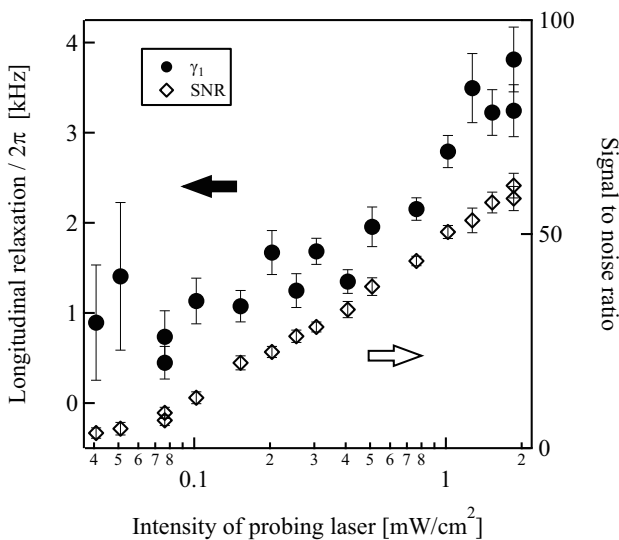 100
4
γ1
SNR
3
Longitudinal relaxation / 2π [kHz]
2
50
Signal to noise ratio
1
0
0
4 5 6 7 8 2 3 4 5 6 7 8 2
0.1 1
Intensity of probing laser [mW/cm2]